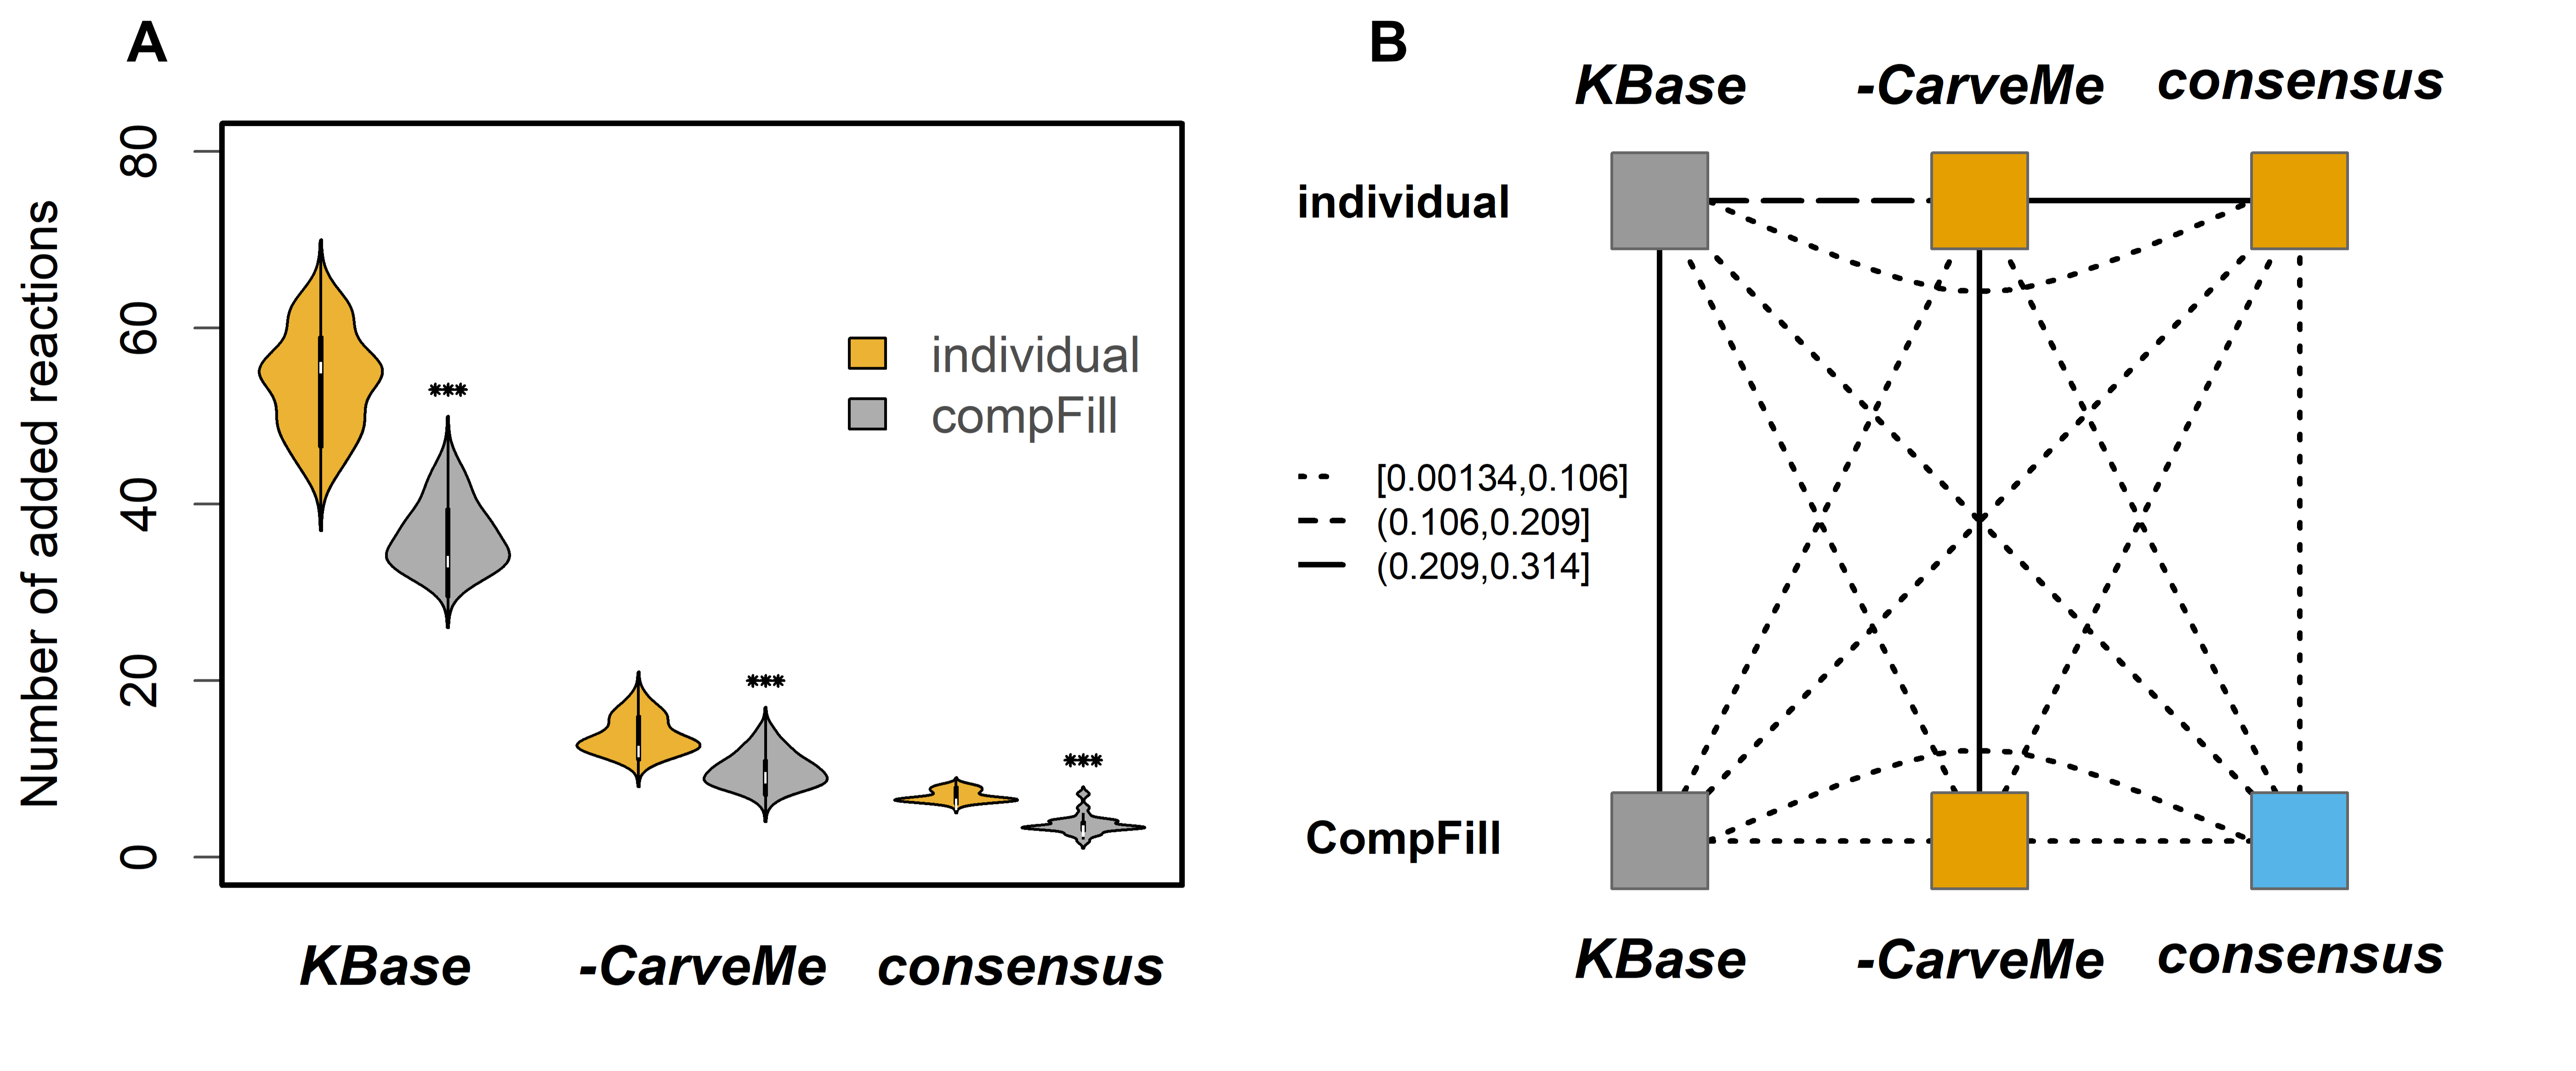 A
Number of added reactions
80
60
40
20
0
***
***
***
individual
compFill
KBase
-CarveMe
consensus
B
KBase
-CarveMe
consensus
individual
[0.00134,0.106]
(0.106,0.209]
(0.209,0.314]
CompFill
KBase
-CarveMe
consensus